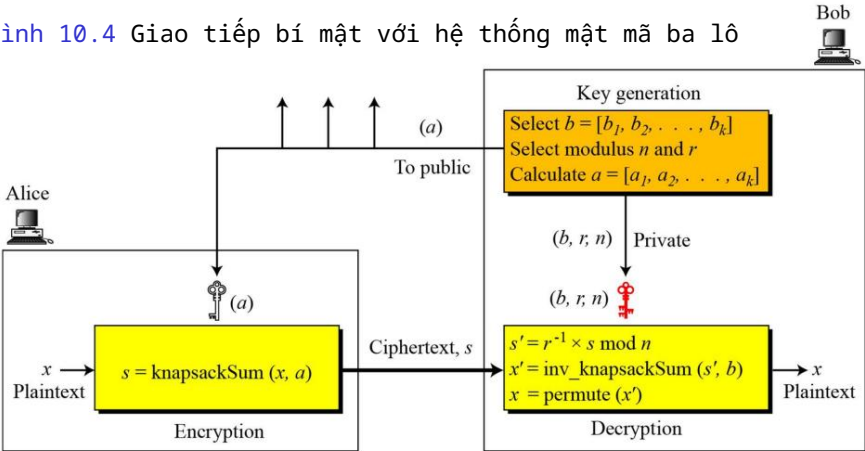 ình 10.4 Giao tiếp bí mật với hệ thống mật mã ba lô
Bob
Key generation
Select b = [b1, b2, . . . , bk]
Select modulus n and r
Calculate a = [a1, a2, . . . , ak]
(a)
To public
Alice
(b, r, n) Private
(a)
(b, r, n)
x
Plaintext
s = knapsackSum (x, a)
Encryption
Ciphertext, s
s' = r^-1 × s mod n
x' = inv_knapsackSum (s', b)
x = permute (x')
x
Plaintext
Decryption